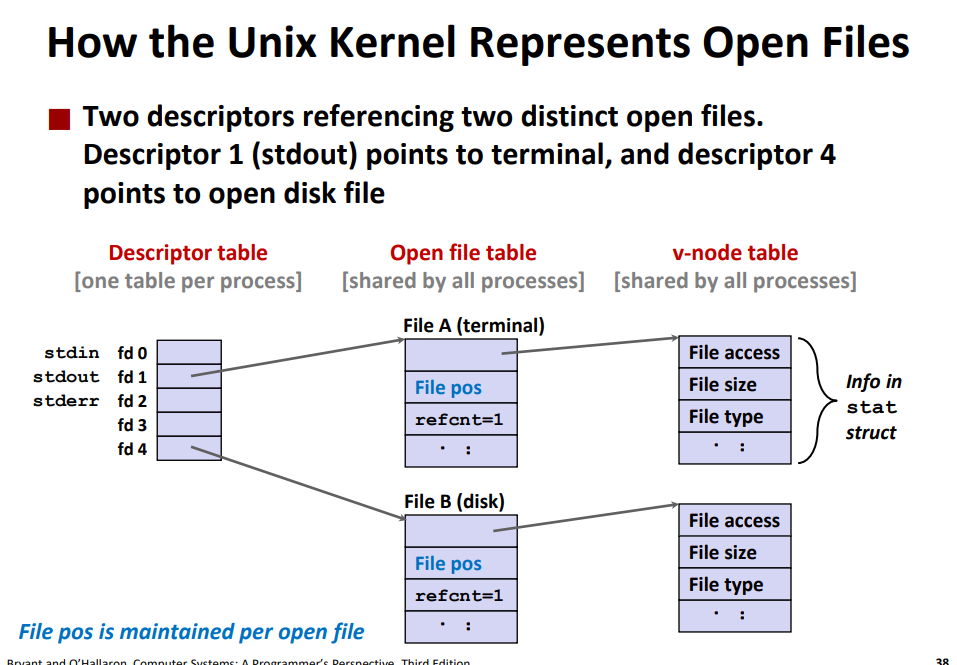 How the Unix Kernel Represents Open Files
Two descriptors referencing two distinct open files.
Descriptor 1 (stdout) points to terminal, and descriptor 4
points to open disk file
Descriptor table
[one table per process]
Open file table
[shared by all processes]
v-node table
[shared by all processes]
stdin fd 0
stdout fd 1
stderr fd 2
fd 3
fd 4
File A (terminal)
File pos
refcnt=1
File access
File size
File type
Info in
stat
struct
File B (disk)
File pos
refcnt=1
File access
File size
File type
File pos is maintained per open file
Bryant and O'Hallaron, Computer Systems: A Programmer's Perspective, Third Edition
38